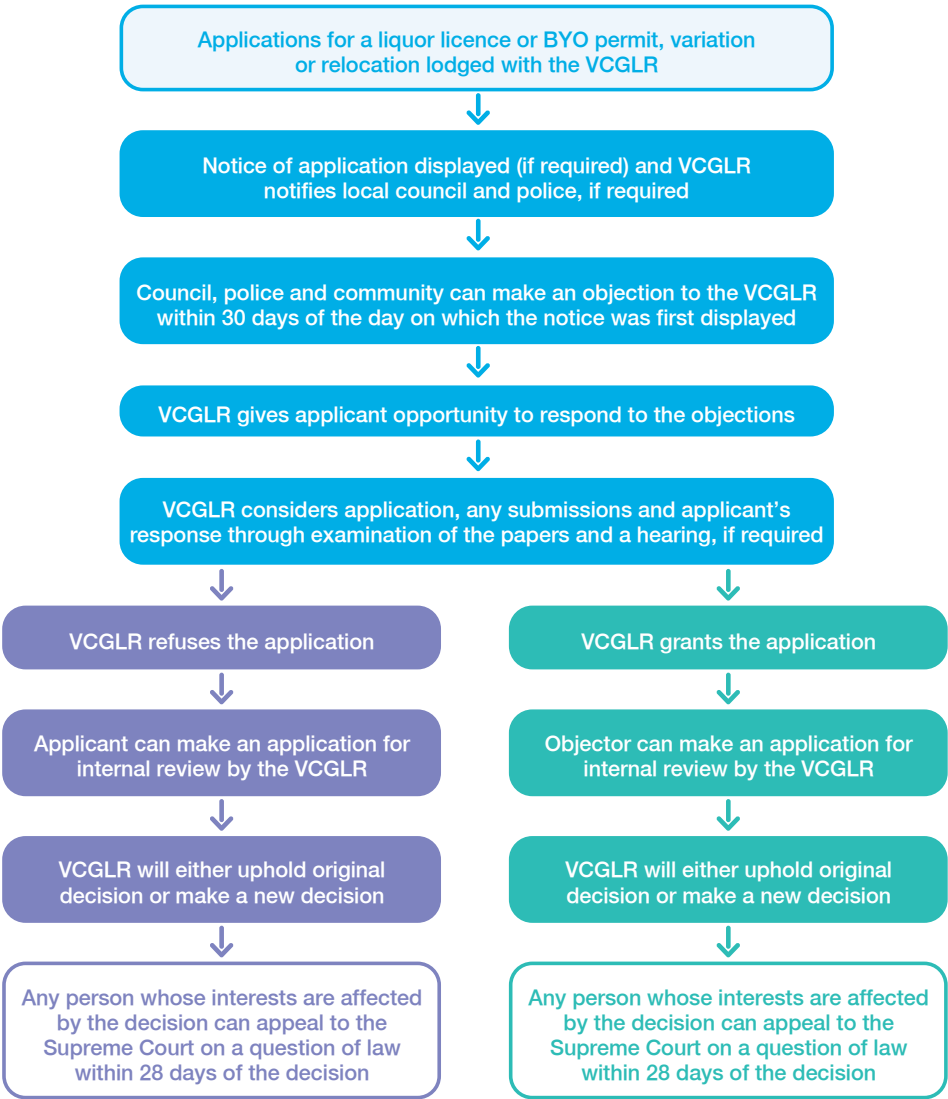 Applications for a liquor licence or BYO permit, variation
or relocation lodged with the VCGLR
Notice of application displayed (if required) and VCGLR
notifies local council and police, if required
Council, police and community can make an objection to the VCGLR
within 30 days of the day on which the notice was first displayed
VCGLR gives applicant opportunity to respond to the objections
VCGLR considers application, any submissions and applicant’s
response through examination of the papers and a hearing, if required
VCGLR refuses the application
Applicant can make an application for
internal review by the VCGLR
VCGLR will either uphold original
decision or make a new decision
Any person whose interests are affected
by the decision can appeal to the
Supreme Court on a question of law
within 28 days of the decision
VCGLR grants the application
Objector can make an application for
internal review by the VCGLR
VCGLR will either uphold original
decision or make a new decision
Any person whose interests are affected
by the decision can appeal to the
Supreme Court on a question of law
within 28 days of the decision